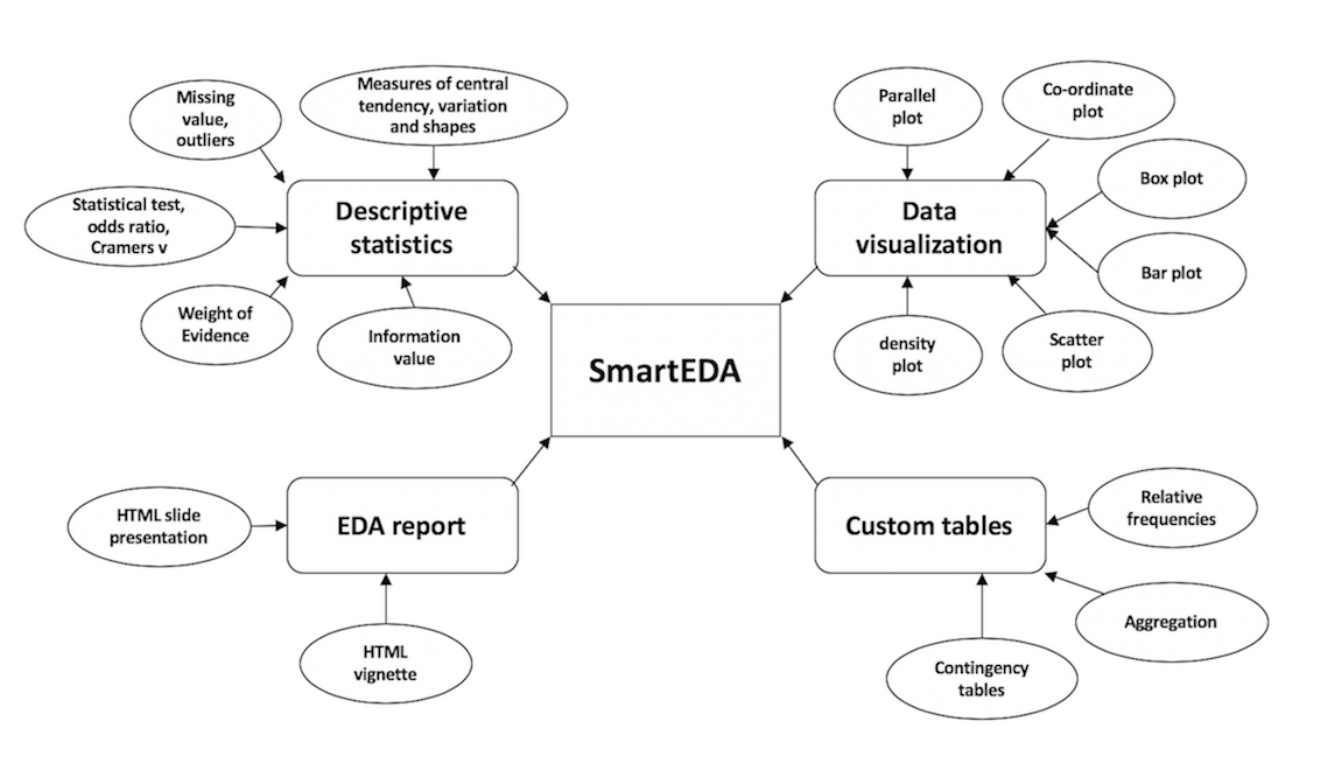 Missing
value,
outliers
Measures of central
tendency, variation
and shapes
Statistical test,
odds ratio,
Cramers v
Descriptive
statistics
Weight of
Evidence
Information
value
Parallel
plot
Co-ordinate
plot
Box plot
Data
visualization
Bar plot
density
plot
Scatter
plot
SmartEDA
HTML slide
presentation
EDA report
HTML
vignette
Custom tables
Relative
frequencies
Aggregation
Contingency
tables